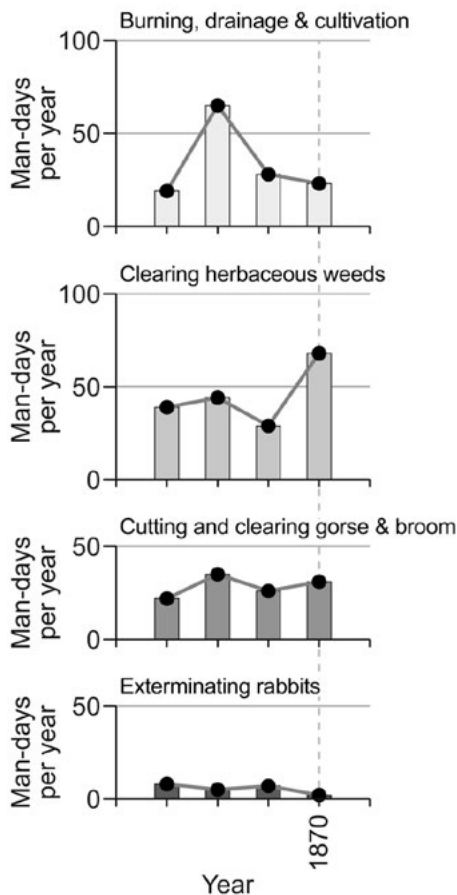 Burning, drainage & cultivation
Man-days
per year
100
50
0
Clearing herbaceous weeds
Man-days
per year
100
50
0
Cutting and clearing gorse & broom
Man-days
per year
50
0
Exterminating rabbits
Man-days
per year
50
0
1870
Year